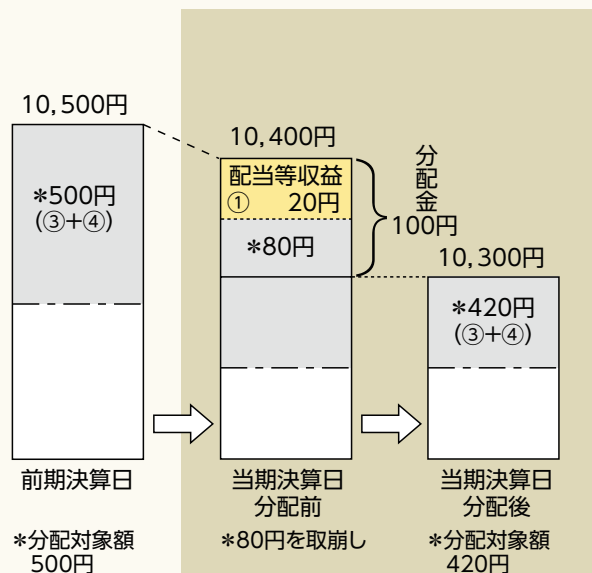 10,500円
＊500円
(③+④)
前期決算日
＊分配対象額
500円
10,400円
配当等収益
① 20円
＊80円
分配金
100円
当期決算日
分配前
＊80円を取崩し
10,300円
＊420円
(③+④)
当期決算日
分配後
＊分配対象額
420円